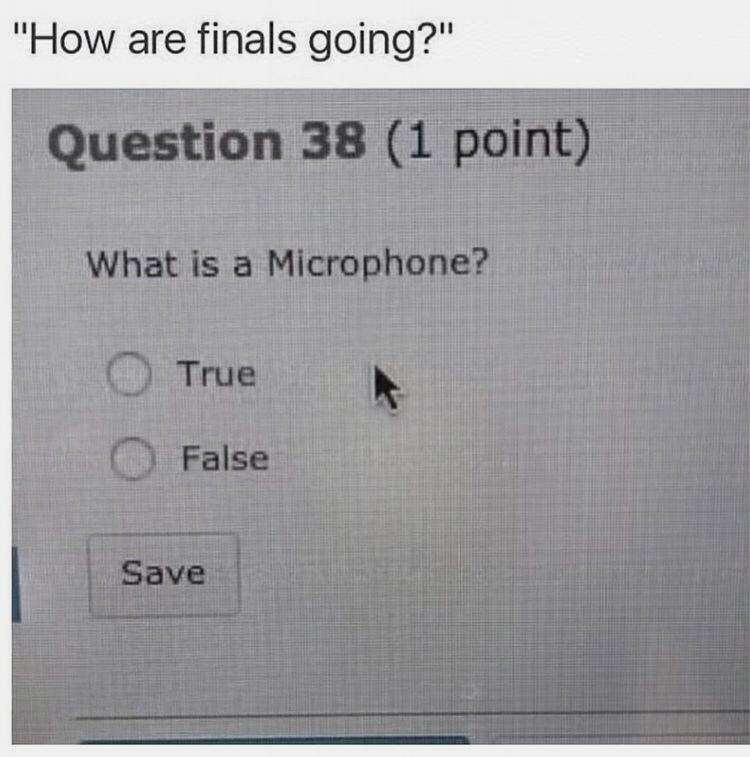 "How are finals going?"
Question 38 (1 point)
What is a Microphone?
True
False
Save